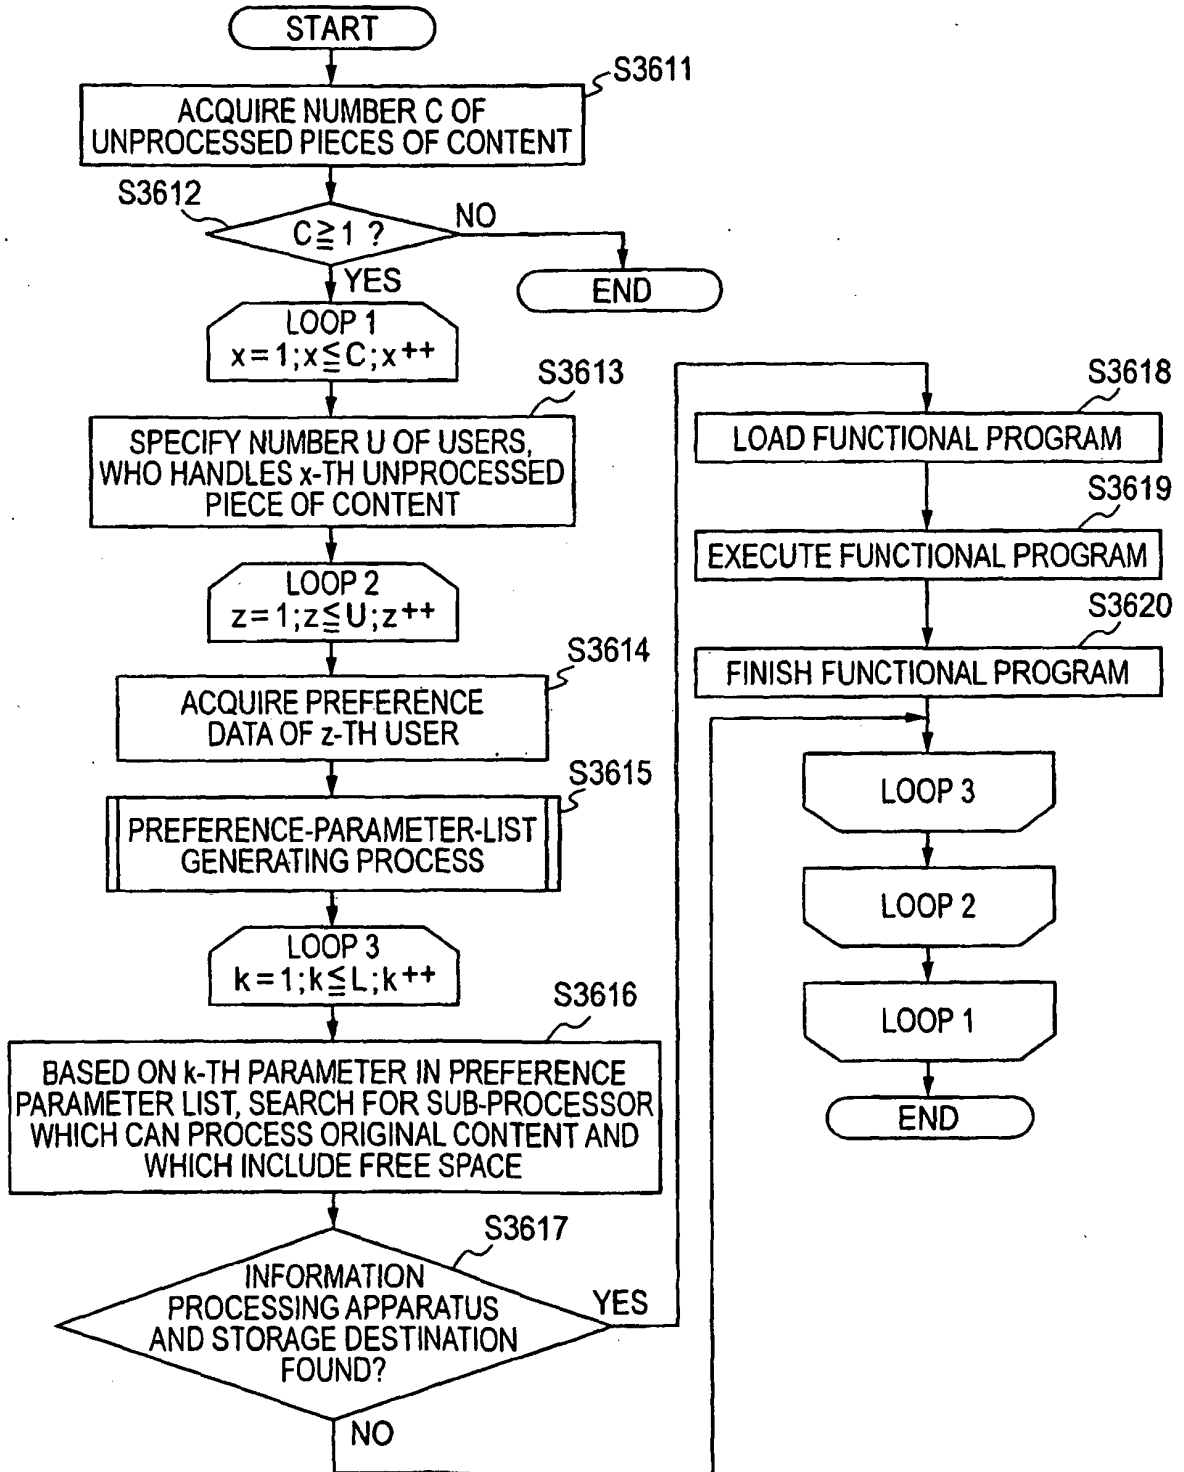 START
S3611
ACQUIRE NUMBER C OF
UNPROCESSED PIECES OF CONTENT
S3612
C≧1 ?
NO
END
YES
LOOP 1
x=1;x≦C;x++
S3613
SPECIFY NUMBER U OF USERS,
WHO HANDLES x-TH UNPROCESSED
PIECE OF CONTENT
LOOP 2
z=1;z≦U;z++
S3614
ACQUIRE PREFERENCE
DATA OF z-TH USER
S3615
PREFERENCE-PARAMETER-LIST
GENERATING PROCESS
LOOP 3
k=1;k≦L;k++
S3616
BASED ON k-TH PARAMETER IN PREFERENCE
PARAMETER LIST, SEARCH FOR SUB-PROCESSOR
WHICH CAN PROCESS ORIGINAL CONTENT AND
WHICH INCLUDE FREE SPACE
S3617
INFORMATION
PROCESSING APPARATUS
AND STORAGE DESTINATION
FOUND?
YES
NO
S3618
LOAD FUNCTIONAL PROGRAM
S3619
EXECUTE FUNCTIONAL PROGRAM
S3620
FINISH FUNCTIONAL PROGRAM
LOOP 3
LOOP 2
LOOP 1
END